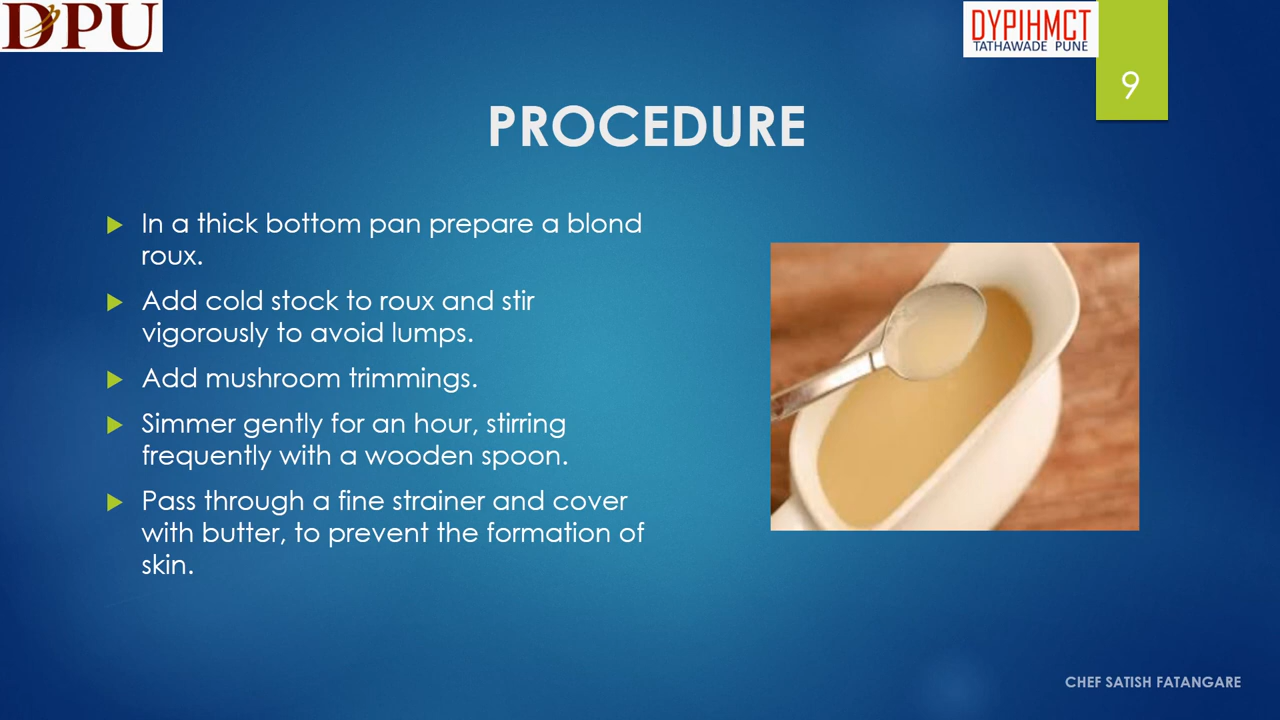 DPU
DYPIHMCT
TATHAWADE PUNE
9
PROCEDURE
In a thick bottom pan prepare a blond
roux.
Add cold stock to roux and stir
vigorously to avoid lumps.
Add mushroom trimmings.
Simmer gently for an hour, stirring
frequently with a wooden spoon.
Pass through a fine strainer and cover
with butter, to prevent the formation of
skin.
CHEF SATISH FATANGARE